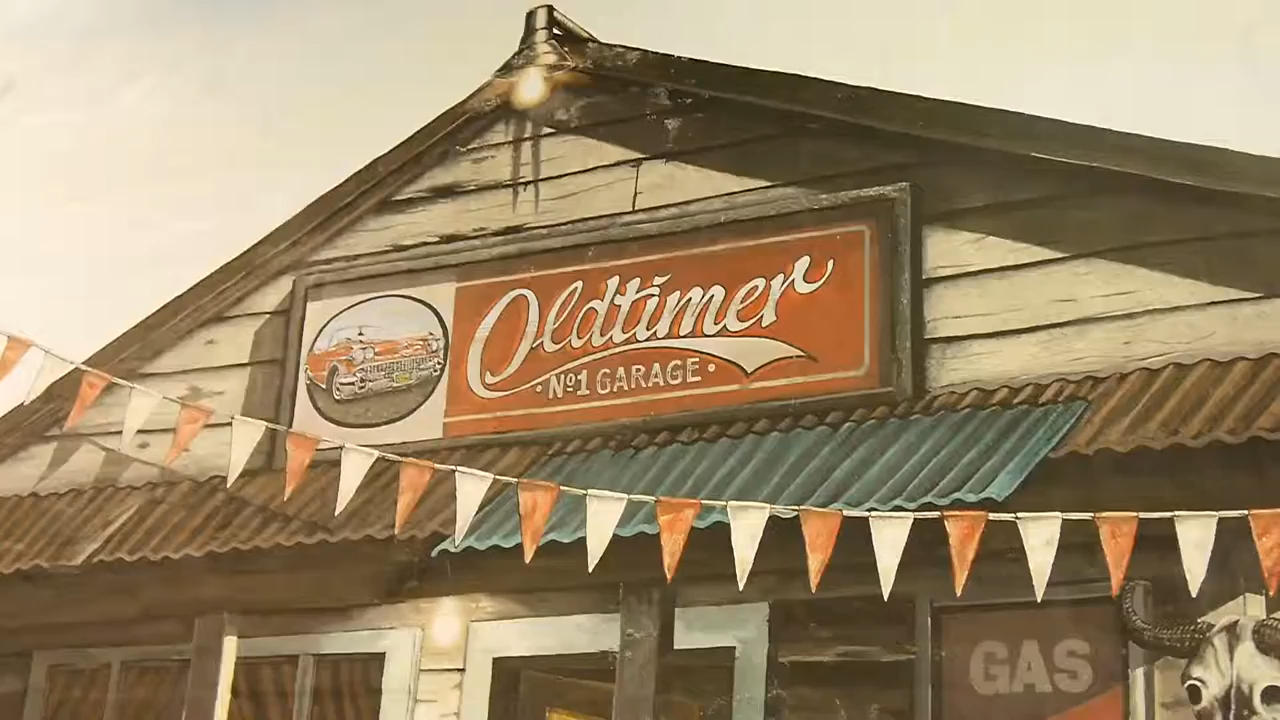 Oldtimer
· №1 GARAGE ·
GAS